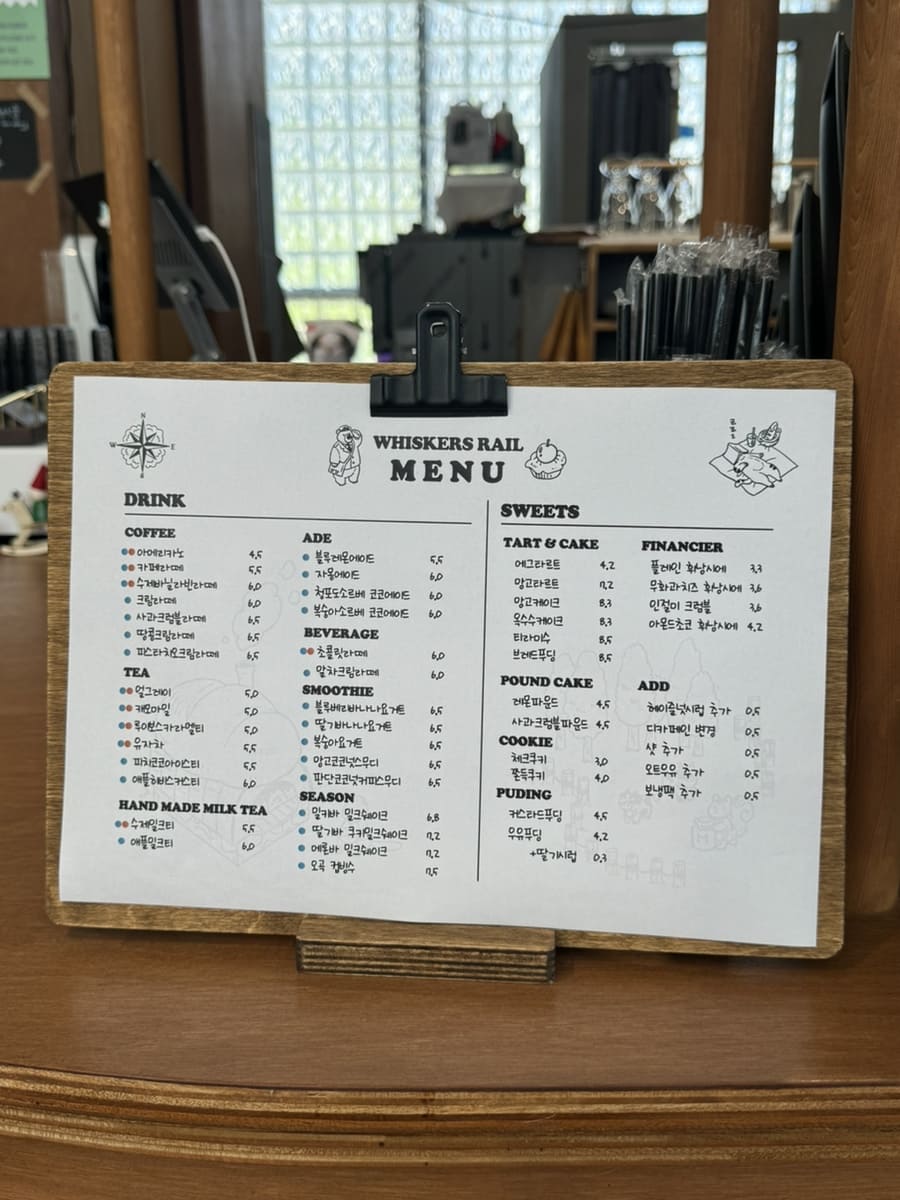 WHISKERS RAIL
MENU
N
W
E
S
z
z
z
DRINK
COFFEE
아메리카노 4,5
카페라떼 5,5
수제바닐라빈라떼 6,0
크림라떼 6,0
사과크럼블라떼 6,5
땅콩크림라떼 6,5
피스타치오크림라떼 6,5
TEA
얼그레이 5,0
캐모마일 5,0
루이보스카라멜티 5,0
유자차 5,5
피치코코아이스티 5,5
애플히비스커스티 6,0
HAND MADE MILK TEA
수제밀크티 5,5
애플밀크티 6,0
ADE
블루레몬에이드 5,5
자몽에이드 6,0
청포도소르베 코코에이드 6,0
복숭아소르베 코코에이드 6,0
BEVERAGE
초콜릿라떼 6,0
말차크림라떼 6,0
SMOOTHIE
블루베리바나나요거트 6,5
딸기바나나요거트 6,5
복숭아요거트 6,5
망고코코넛스무디 6,5
판단코코넛커피스무디 6,5
SEASON
밀키바 밀크쉐이크 6,8
딸기바 쿠키밀크쉐이크 7,2
메론바 밀크쉐이크 7,2
오곡 컵빙수 7,5
SWEETS
TART & CAKE
에그타르트 4,2
망고타르트 7,2
망고케이크 8,3
옥수수케이크 8,3
티라미수 8,5
브레드푸딩 8,5
POUND CAKE
레몬파운드 4,5
사과크럼블파운드 4,5
COOKIE
체크쿠키 3,0
쫀득쿠키 4,0
PUDING
커스타드푸딩 4,5
우유푸딩 4,2
+딸기시럽 0,3
FINANCIER
플레인 휘낭시에 3,3
무화과치즈 휘낭시에 3,6
인절미 크럼블 3,6
아몬드초코 휘낭시에 4,2
ADD
헤이즐넛시럽 추가 0,5
디카페인 변경 0,5
샷 추가 0,5
오트우유 추가 0,5
보냉팩 추가 0,5